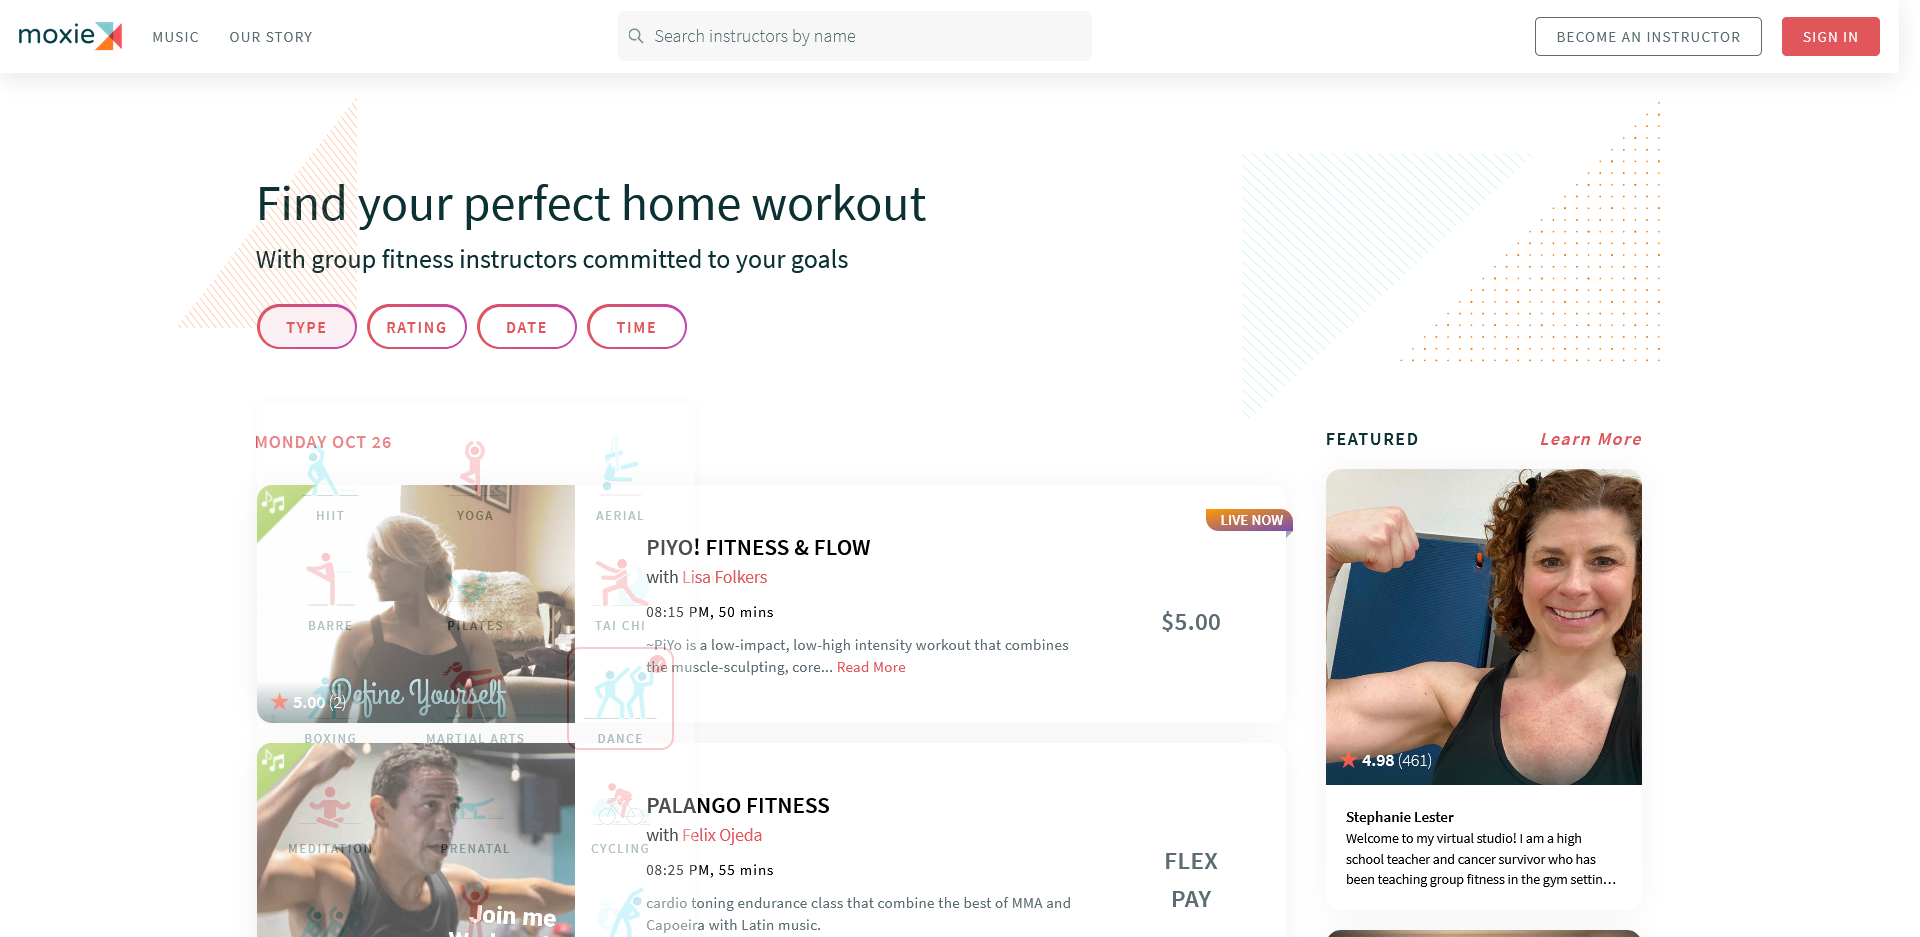 moxie
MUSIC
OUR STORY
Search instructors by name
BECOME AN INSTRUCTOR
SIGN IN
Find your perfect home workout
With group fitness instructors committed to your goals
TYPE
RATING
DATE
TIME
MONDAY OCT 26
HIIT
YOGA
AERIAL
BARRE
PILATES
TAI CHI
BOXING
MARTIAL ARTS
DANCE
MEDITATION
PRENATAL
CYCLING
Define Yourself
5.00 (2)
LIVE NOW
PIYO! FITNESS & FLOW
with Lisa Folkers
08:15 PM, 50 mins
~PiYo is a low-impact, low-high intensity workout that combines
the muscle-sculpting, core... Read More
$5.00
Join me
PALANGO FITNESS
with Felix Ojeda
08:25 PM, 55 mins
cardio toning endurance class that combine the best of MMA and
Capoeira with Latin music.
FLEX
PAY
FEATURED
Learn More
4.98 (461)
Stephanie Lester
Welcome to my virtual studio! I am a high
school teacher and cancer survivor who has
been teaching group fitness in the gym settin...